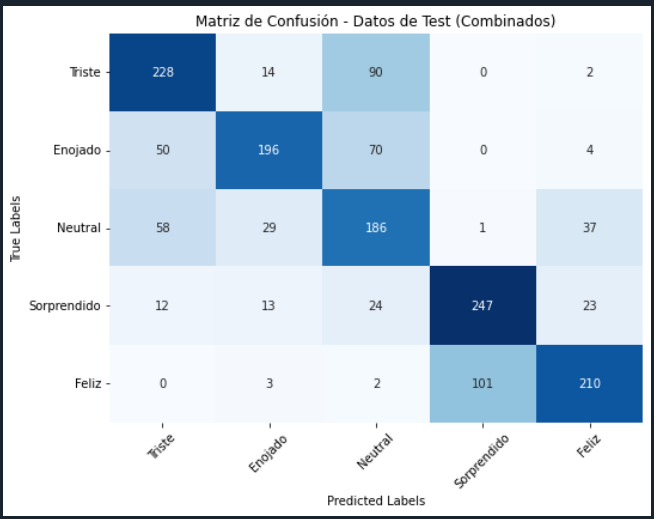 Matriz de Confusión - Datos de Test (Combinados)
True Labels
Triste 228 14 90 0 2
Enojado 50 196 70 0 4
Neutral 58 29 186 1 37
Sorprendido 12 13 24 247 23
Feliz 0 3 2 101 210
Triste Enojado Neutral Sorprendido Feliz
Predicted Labels